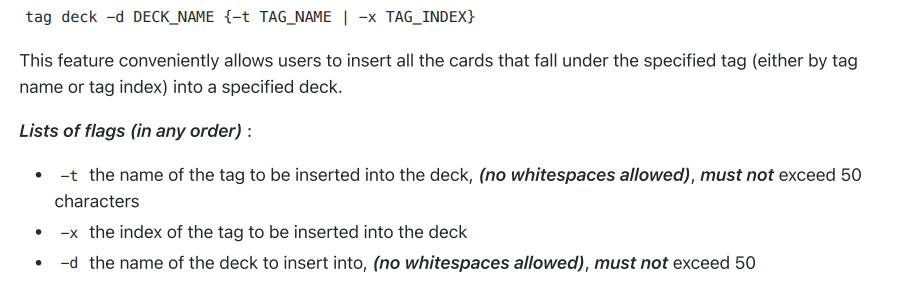 tag deck -d DECK_NAME {-t TAG_NAME | -x TAG_INDEX}
This feature conveniently allows users to insert all the cards that fall under the specified tag (either by tag
name or tag index) into a specified deck.
Lists of flags (in any order) :
• -t the name of the tag to be inserted into the deck, (no whitespaces allowed), must not exceed 50
characters
• -x the index of the tag to be inserted into the deck
• -d the name of the deck to insert into, (no whitespaces allowed), must not exceed 50